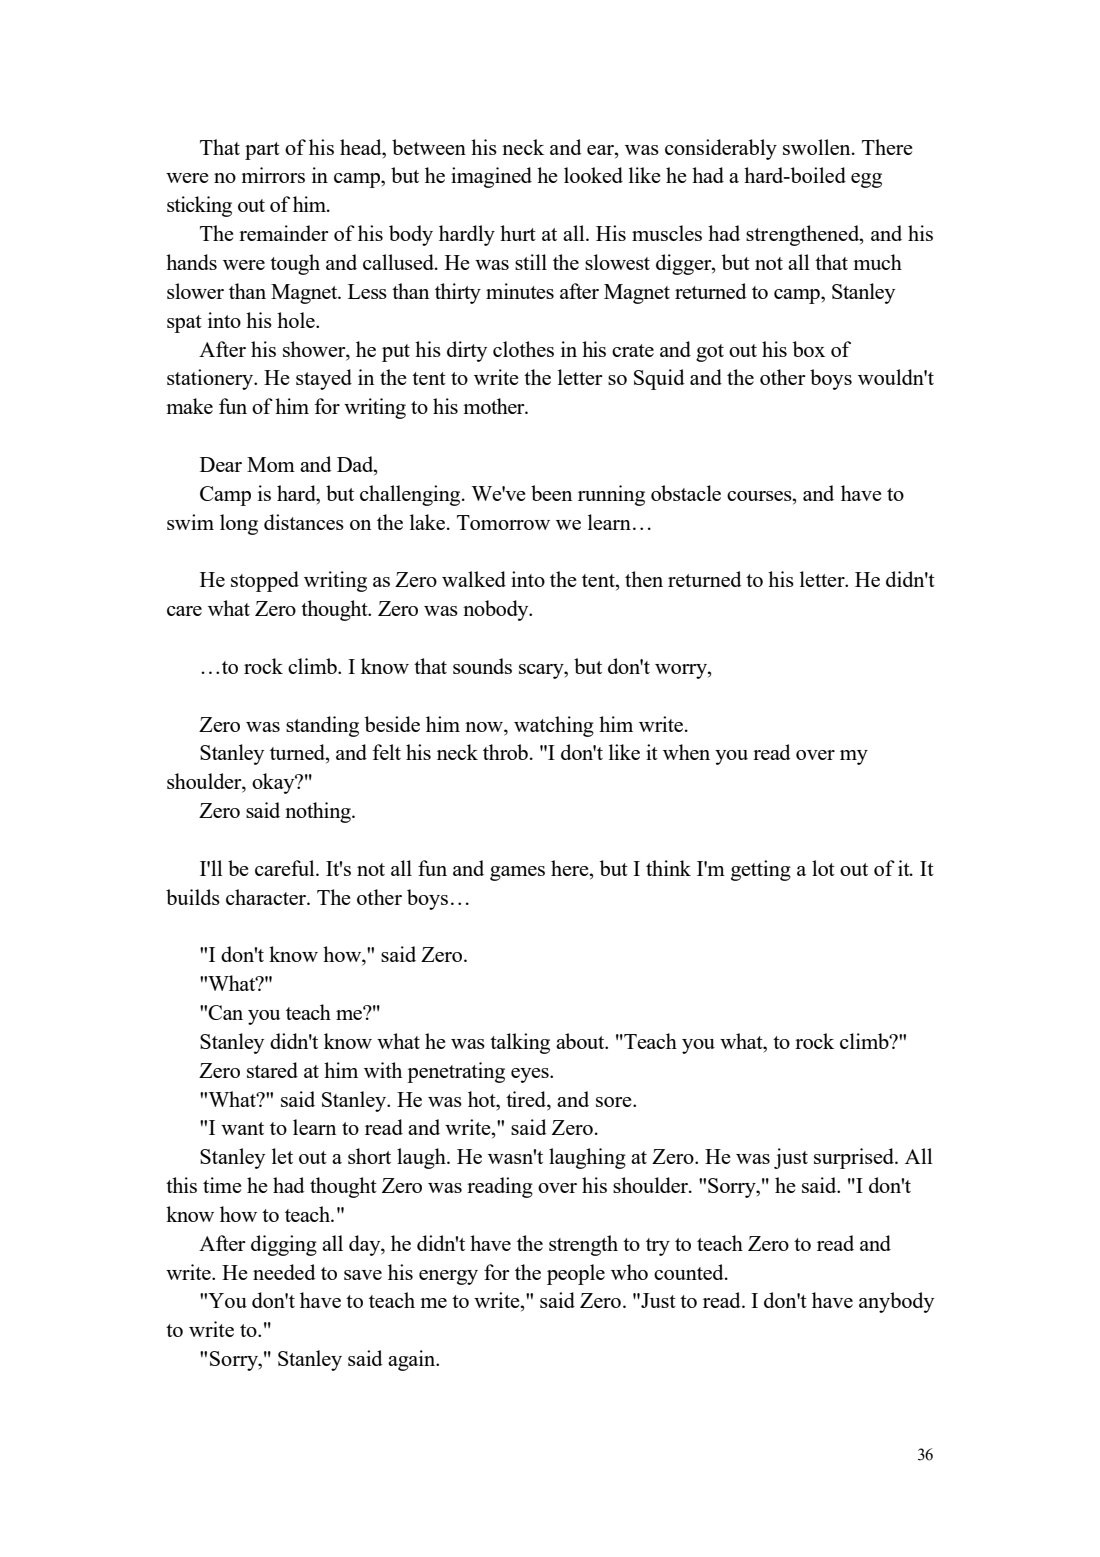 That part of his head, between his neck and ear, was considerably swollen. There
were no mirrors in camp, but he imagined he looked like he had a hard-boiled egg
sticking out of him.
The remainder of his body hardly hurt at all. His muscles had strengthened, and his
hands were tough and callused. He was still the slowest digger, but not all that much
slower than Magnet. Less than thirty minutes after Magnet returned to camp, Stanley
spat into his hole.
After his shower, he put his dirty clothes in his crate and got out his box of
stationery. He stayed in the tent to write the letter so Squid and the other boys wouldn't
make fun of him for writing to his mother.
Dear Mom and Dad,
Camp is hard, but challenging. We've been running obstacle courses, and have to
swim long distances on the lake. Tomorrow we learn…
He stopped writing as Zero walked into the tent, then returned to his letter. He didn't
care what Zero thought. Zero was nobody.
…to rock climb. I know that sounds scary, but don't worry,
Zero was standing beside him now, watching him write.
Stanley turned, and felt his neck throb. "I don't like it when you read over my
shoulder, okay?"
Zero said nothing.
I'll be careful. It's not all fun and games here, but I think I'm getting a lot out of it. It
builds character. The other boys…
"I don't know how," said Zero.
"What?"
"Can you teach me?"
Stanley didn't know what he was talking about. "Teach you what, to rock climb?"
Zero stared at him with penetrating eyes.
"What?" said Stanley. He was hot, tired, and sore.
"I want to learn to read and write," said Zero.
Stanley let out a short laugh. He wasn't laughing at Zero. He was just surprised. All
this time he had thought Zero was reading over his shoulder. "Sorry," he said. "I don't
know how to teach."
After digging all day, he didn't have the strength to try to teach Zero to read and
write. He needed to save his energy for the people who counted.
"You don't have to teach me to write," said Zero. "Just to read. I don't have anybody
to write to."
"Sorry," Stanley said again.
36